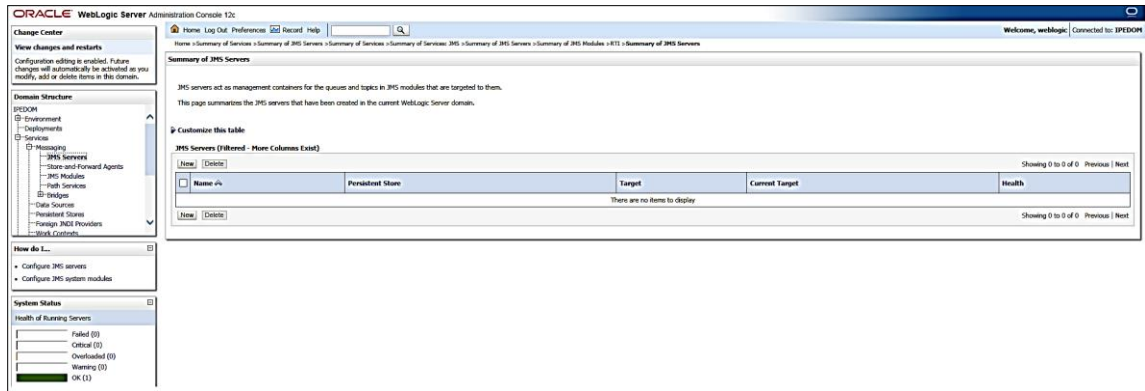 ORACLE WebLogic Server Administration Console 12c
Change Center
View changes and restarts
Configuration editing is enabled. Future
changes will automatically be activated as you
modify, add or delete items in this domain.
Domain Structure
IPEDOM
Environment
Deployments
Services
Messaging
JMS Servers
Store-and-Forward Agents
JMS Modules
Path Services
Bridges
Data Sources
Persistent Stores
Foreign JNDI Providers
Work Contexts
How do I...
Configure JMS servers
Configure JMS system modules
System Status
Health of Running Servers
Failed (0)
Critical (0)
Overloaded (0)
Warning (0)
OK (1)
Home Log Out Preferences Record Help
Welcome, weblogic Connected to: IPEDOM
Home >Summary of Services >Summary of JMS Servers >Summary of Services >Summary of Services: JMS >Summary of JMS Servers >Summary of JMS Modules >RTI >Summary of JMS Servers
Summary of JMS Servers
JMS servers act as management containers for the queues and topics in JMS modules that are targeted to them.
This page summarizes the JMS servers that have been created in the current WebLogic Server domain.
Customize this table
JMS Servers (Filtered - More Columns Exist)
New Delete Showing 0 to 0 of 0 Previous | Next
Name Persistent Store Target Current Target Health
There are no items to display
New Delete Showing 0 to 0 of 0 Previous | Next